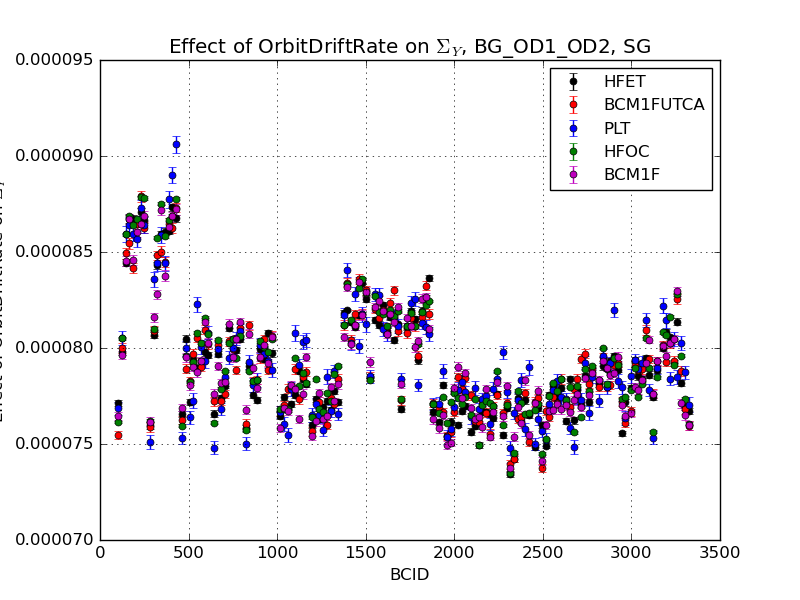 Effect of OrbitDriftRate on Σ_Y, BG_OD1_OD2, SG
0.000095
0.000090
0.000085
0.000080
0.000075
0.000070
HFET
BCM1FUTCA
PLT
HFOC
BCM1F
0 500 1000 1500 2000 2500 3000 3500
BCID